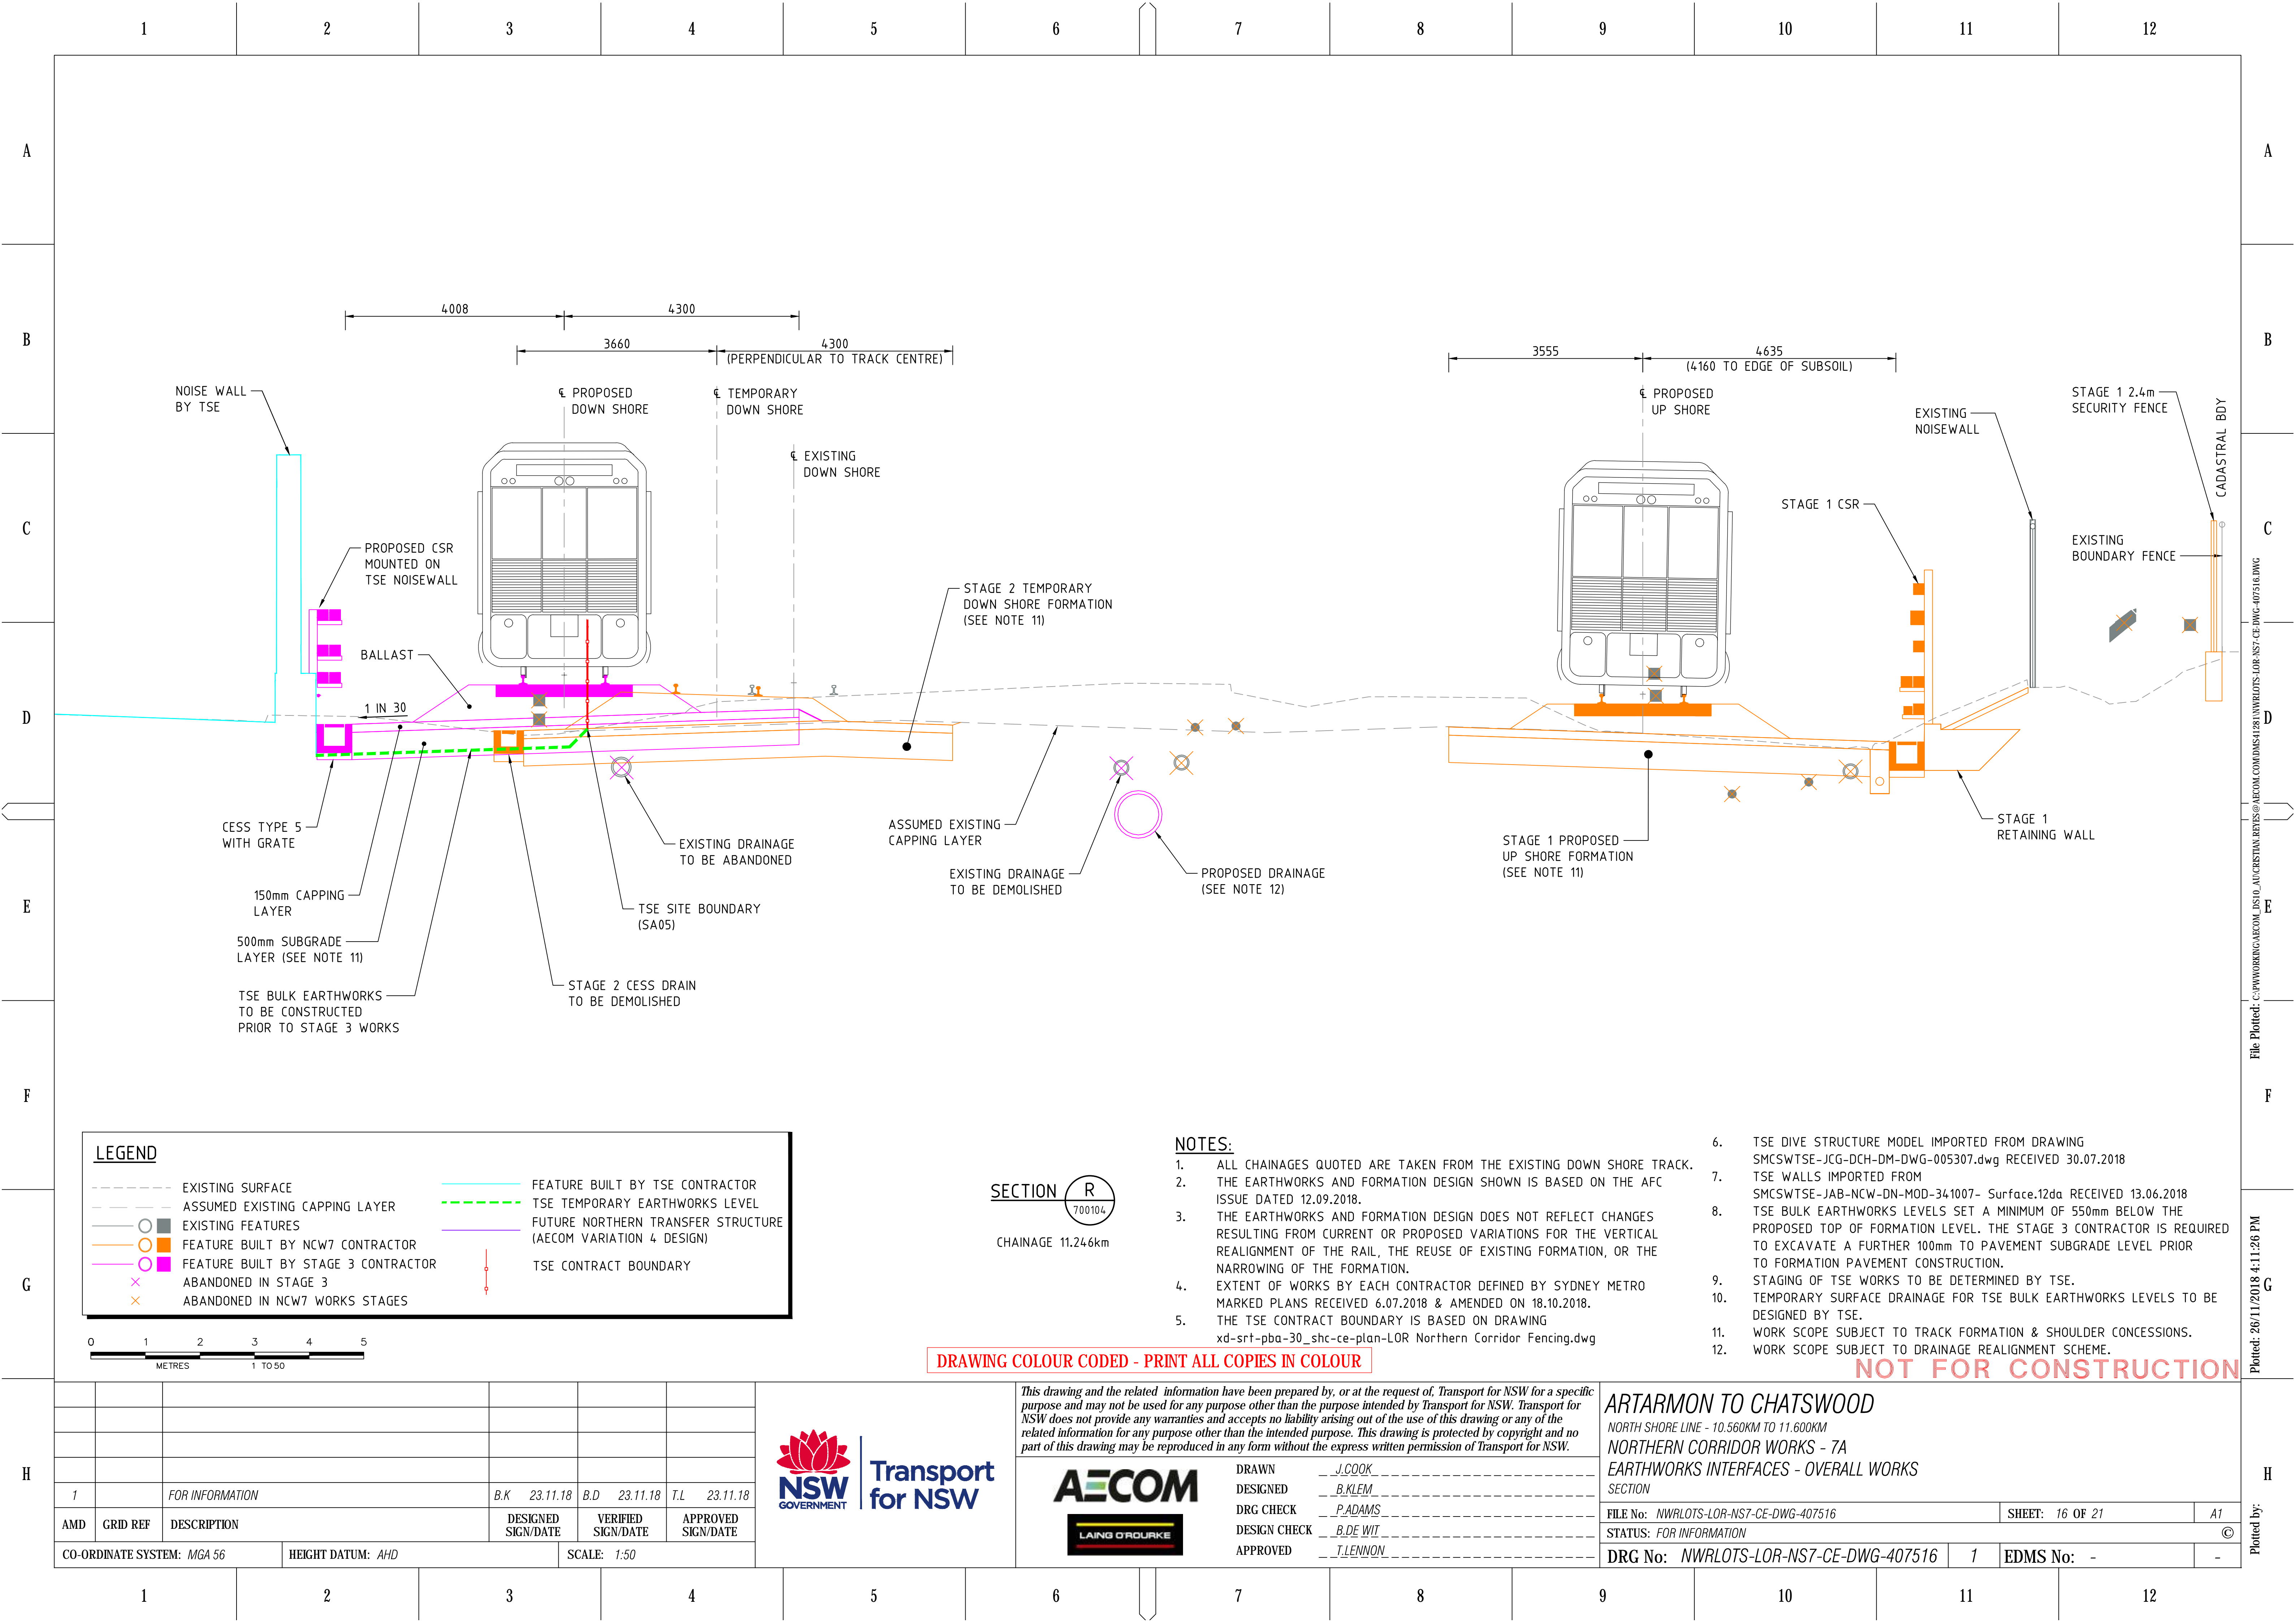 1 2 3 4 5 6 7 8 9 10 11 12
A A
B B
C C
D D
E E
F F
G G
H H
4008
4300
3660
4300
(PERPENDICULAR TO TRACK CENTRE)
3555
4635
(4160 TO EDGE OF SUBSOIL)
NOISE WALL
BY TSE
℄ PROPOSED
DOWN SHORE
℄ TEMPORARY
DOWN SHORE
℄ EXISTING
DOWN SHORE
℄ PROPOSED
UP SHORE
EXISTING
NOISEWALL
STAGE 1 2.4m
SECURITY FENCE
CADASTRAL BDY
STAGE 1 CSR
EXISTING
BOUNDARY FENCE
PROPOSED CSR
MOUNTED ON
TSE NOISEWALL
BALLAST
1 IN 30
STAGE 2 TEMPORARY
DOWN SHORE FORMATION
(SEE NOTE 11)
CESS TYPE 5
WITH GRATE
150mm CAPPING
LAYER
500mm SUBGRADE
LAYER (SEE NOTE 11)
TSE BULK EARTHWORKS
TO BE CONSTRUCTED
PRIOR TO STAGE 3 WORKS
STAGE 2 CESS DRAIN
TO BE DEMOLISHED
TSE SITE BOUNDARY
(SA05)
EXISTING DRAINAGE
TO BE ABANDONED
ASSUMED EXISTING
CAPPING LAYER
EXISTING DRAINAGE
TO BE DEMOLISHED
PROPOSED DRAINAGE
(SEE NOTE 12)
STAGE 1 PROPOSED
UP SHORE FORMATION
(SEE NOTE 11)
STAGE 1
RETAINING WALL
LEGEND
EXISTING SURFACE
ASSUMED EXISTING CAPPING LAYER
EXISTING FEATURES
FEATURE BUILT BY NCW7 CONTRACTOR
FEATURE BUILT BY STAGE 3 CONTRACTOR
ABANDONED IN STAGE 3
ABANDONED IN NCW7 WORKS STAGES
FEATURE BUILT BY TSE CONTRACTOR
TSE TEMPORARY EARTHWORKS LEVEL
FUTURE NORTHERN TRANSFER STRUCTURE
(AECOM VARIATION 4 DESIGN)
TSE CONTRACT BOUNDARY
0 1 2 3 4 5
METRES 1 TO 50
SECTION R
700104
CHAINAGE 11.246km
NOTES:
1. ALL CHAINAGES QUOTED ARE TAKEN FROM THE EXISTING DOWN SHORE TRACK.
2. THE EARTHWORKS AND FORMATION DESIGN SHOWN IS BASED ON THE AFC
ISSUE DATED 12.09.2018.
3. THE EARTHWORKS AND FORMATION DESIGN DOES NOT REFLECT CHANGES
RESULTING FROM CURRENT OR PROPOSED VARIATIONS FOR THE VERTICAL
REALIGNMENT OF THE RAIL, THE REUSE OF EXISTING FORMATION, OR THE
NARROWING OF THE FORMATION.
4. EXTENT OF WORKS BY EACH CONTRACTOR DEFINED BY SYDNEY METRO
MARKED PLANS RECEIVED 6.07.2018 & AMENDED ON 18.10.2018.
5. THE TSE CONTRACT BOUNDARY IS BASED ON DRAWING
xd-srt-pba-30_shc-ce-plan-LOR Northern Corridor Fencing.dwg
6. TSE DIVE STRUCTURE MODEL IMPORTED FROM DRAWING
SMCSWTSE-JCG-DCH-DM-DWG-005307.dwg RECEIVED 30.07.2018
7. TSE WALLS IMPORTED FROM
SMCSWTSE-JAB-NCW-DN-MOD-341007- Surface.12da RECEIVED 13.06.2018
8. TSE BULK EARTHWORKS LEVELS SET A MINIMUM OF 550mm BELOW THE
PROPOSED TOP OF FORMATION LEVEL. THE STAGE 3 CONTRACTOR IS REQUIRED
TO EXCAVATE A FURTHER 100mm TO PAVEMENT SUBGRADE LEVEL PRIOR
TO FORMATION PAVEMENT CONSTRUCTION.
9. STAGING OF TSE WORKS TO BE DETERMINED BY TSE.
10. TEMPORARY SURFACE DRAINAGE FOR TSE BULK EARTHWORKS LEVELS TO BE
DESIGNED BY TSE.
11. WORK SCOPE SUBJECT TO TRACK FORMATION & SHOULDER CONCESSIONS.
12. WORK SCOPE SUBJECT TO DRAINAGE REALIGNMENT SCHEME.
DRAWING COLOUR CODED - PRINT ALL COPIES IN COLOUR
NOT FOR CONSTRUCTION
1 FOR INFORMATION B.K 23.11.18 B.D 23.11.18 T.L 23.11.18
AMD GRID REF DESCRIPTION DESIGNED SIGN/DATE VERIFIED SIGN/DATE APPROVED SIGN/DATE
CO-ORDINATE SYSTEM: MGA 56 HEIGHT DATUM: AHD SCALE: 1:50
NSW
GOVERNMENT
Transport
for NSW
This drawing and the related information have been prepared by, or at the request of, Transport for NSW for a specific
purpose and may not be used for any purpose other than the purpose intended by Transport for NSW. Transport for
NSW does not provide any warranties and accepts no liability arising out of the use of this drawing or any of the
related information for any purpose other than the intended purpose. This drawing is protected by copyright and no
part of this drawing may be reproduced in any form without the express written permission of Transport for NSW.
AECOM
LAING O'ROURKE
DRAWN J.COOK
DESIGNED B.KLEM
DRG CHECK P.ADAMS
DESIGN CHECK B.DE WIT
APPROVED T.LENNON
ARTARMON TO CHATSWOOD
NORTH SHORE LINE - 10.560KM TO 11.600KM
NORTHERN CORRIDOR WORKS - 7A
EARTHWORKS INTERFACES - OVERALL WORKS
SECTION
FILE No: NWRLOTS-LOR-NS7-CE-DWG-407516 SHEET: 16 OF 21 A1
STATUS: FOR INFORMATION ©
DRG No: NWRLOTS-LOR-NS7-CE-DWG-407516 1 EDMS No: - -
File Plotted: C:\PWWORKING\AECOM_DS10_AU\CRISTIAN.REYES@AECOM.COM\DMS41281\NWRLOTS-LOR-NS7-CE-DWG-407516.DWG
Plotted: 26/11/2018 4:11:26 PM
Plotted by:
1 2 3 4 5 6 7 8 9 10 11 12